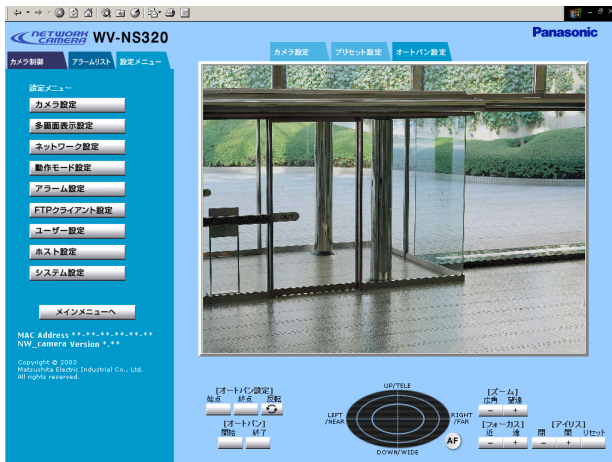 NETWORK CAMERA WV-NS320
Panasonic
カメラ制御 アラームリスト 設定メニュー
カメラ設定 プリセット設定 オートパン設定
設定メニュー
カメラ設定
多画面表示設定
ネットワーク設定
動作モード設定
アラーム設定
FTPクライアント設定
ユーザー設定
ホスト設定
システム設定
メインメニューへ
MAC Address **-**-**-**-**-**
NW_camera Version *.**
Copyright © 2003
Matsushita Electric Industrial Co., Ltd.
All rights reserved.
OUT
[オートパン設定]
始点 終点 反転
[オートパン]
開始 終了
UP/TELE
LEFT
/NEAR
RIGHT
/FAR
DOWN/WIDE
AF
[ズーム]
広角 望遠
- +
[フォーカス]
近 遠
- +
[アイリス]
閉 開 リセット
- +